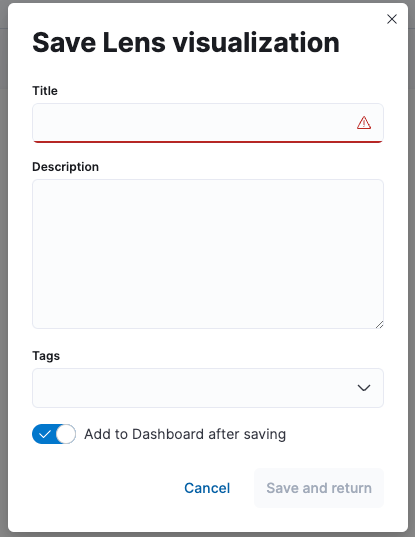 Save Lens visualization
Title
Description
Tags
Add to Dashboard after saving
Cancel
Save and return